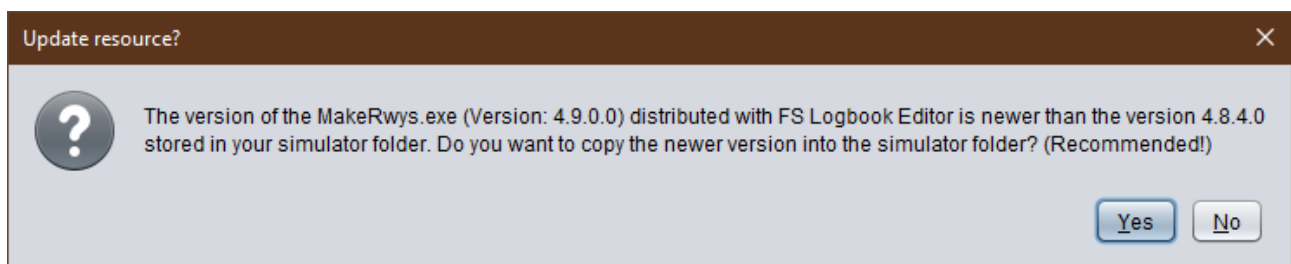 Update resource?
The version of the MakeRwys.exe (Version: 4.9.0.0) distributed with FS Logbook Editor is newer than the version 4.8.4.0
stored in your simulator folder. Do you want to copy the newer version into the simulator folder? (Recommended!)
Yes No